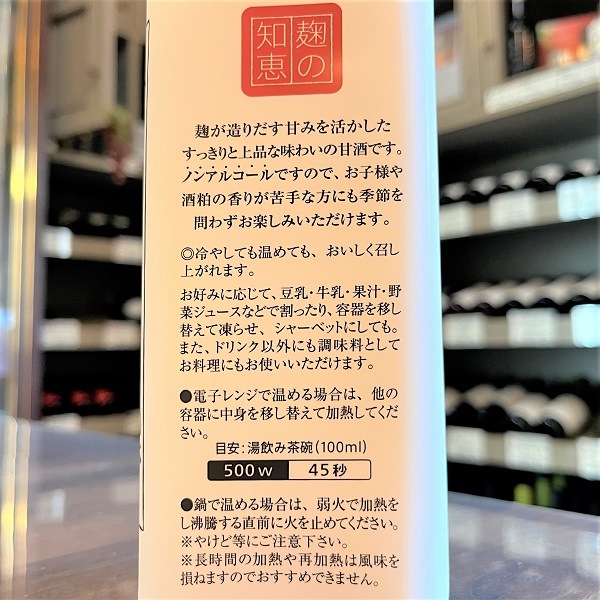 麹の
知恵
麹が造りだす甘みを活かした
すっきりと上品な味わいの甘酒です。
ノンアルコールですので、お子様や
酒粕の香りが苦手な方にも季節を
問わずお楽しみいただけます。
◎冷やしても温めても、おいしく召し
上がれます。
お好みに応じて、豆乳・牛乳・果汁・野
菜ジュースなどで割ったり、容器を移し
替えて凍らせ、シャーベットにしても。
また、ドリンク以外にも調味料として
お料理にもお使いいただけます。
●電子レンジで温める場合は、他の
容器に中身を移し替えて加熱してくだ
さい。
目安:湯飲み茶碗(100ml)
500W 45秒
●鍋で温める場合は、弱火で加熱を
し沸騰する直前に火を止めてください。
※やけど等にご注意下さい。
※長時間の加熱や再加熱は風味を
損ねますのでおすすめできません。